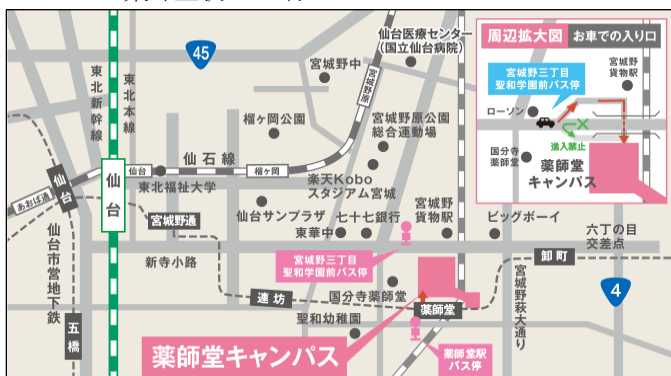 45
東北新幹線
東北本線
宮城野中
仙台医療センター
(国立仙台病院)
宮城野原
榴ヶ岡公園
宮城野原公園
総合運動場
仙石線
仙台
榴ヶ岡
あおば通
仙台
仙台
東北福祉大学
楽天Kobo
スタジアム宮城
宮城野通
仙台サンプラザ
七十七銀行
宮城野
貨物駅
ビッグボーイ
東華中
六丁の目
交差点
新寺小路
宮城野三丁目
聖和学園前バス停
卸町
仙台市営地下鉄
連坊
国分寺薬師堂
薬師堂
宮城野萩大通り
4
五橋
聖和幼稚園
薬師堂キャンパス
薬師堂駅
バス停
周辺拡大図
お車での入り口
宮城野三丁目
聖和学園前バス停
宮城野
貨物駅
ローソン
進入禁止
国分寺
薬師堂
薬師堂
キャンパス